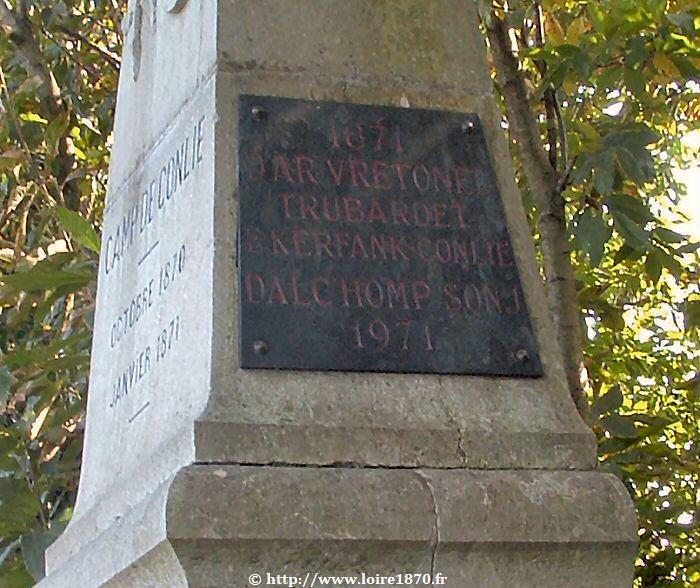 CAMP DE CONLIE
OCTOBRE 1870
JANVIER 1871
1871
D'AR VRETONED
TRUBARDET
E KERFANK-CONLIE
DALC'HOMP SONJ
1971
© http://www.loire1870.fr